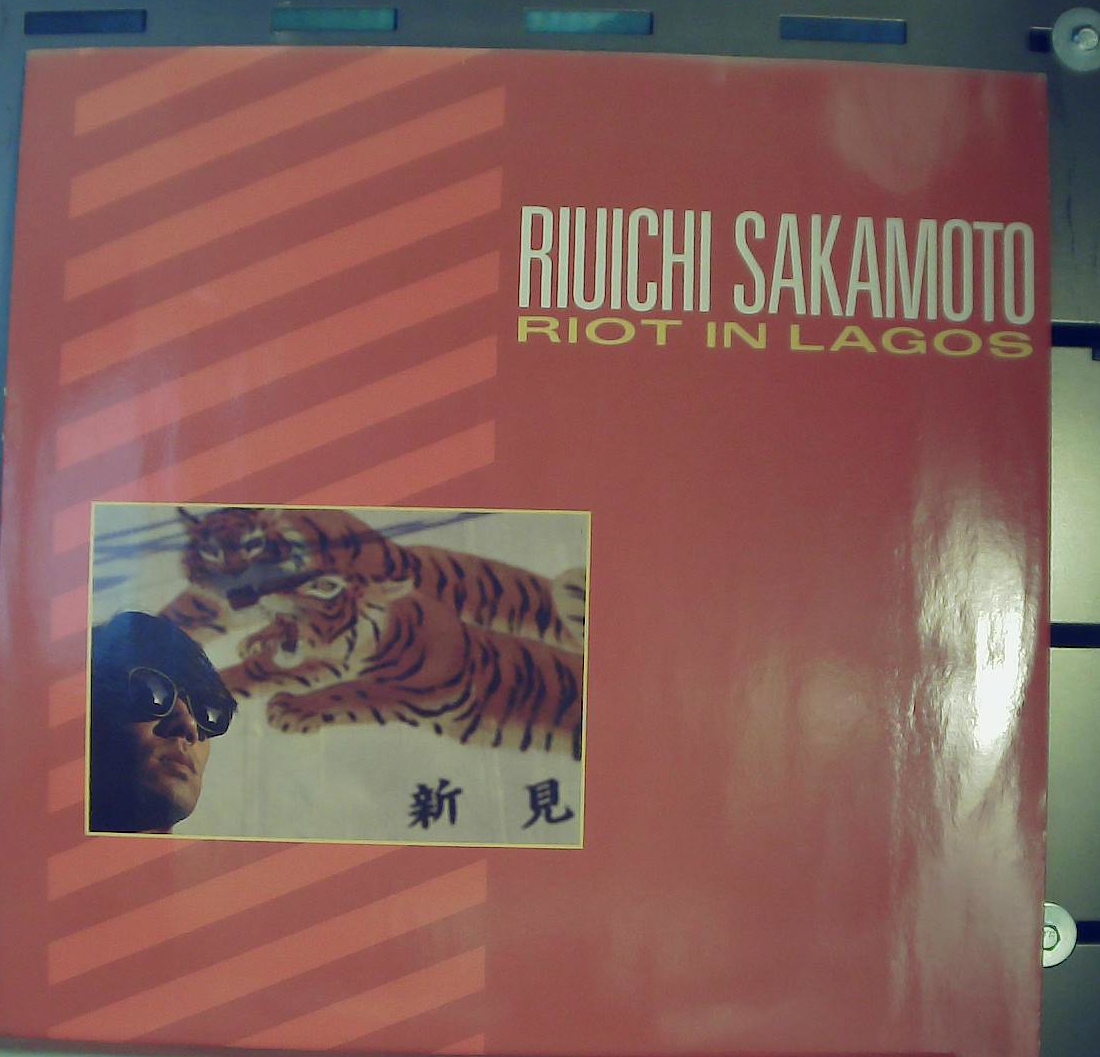 RIUICHI SAKAMOTO
RIOT IN LAGOS
新見